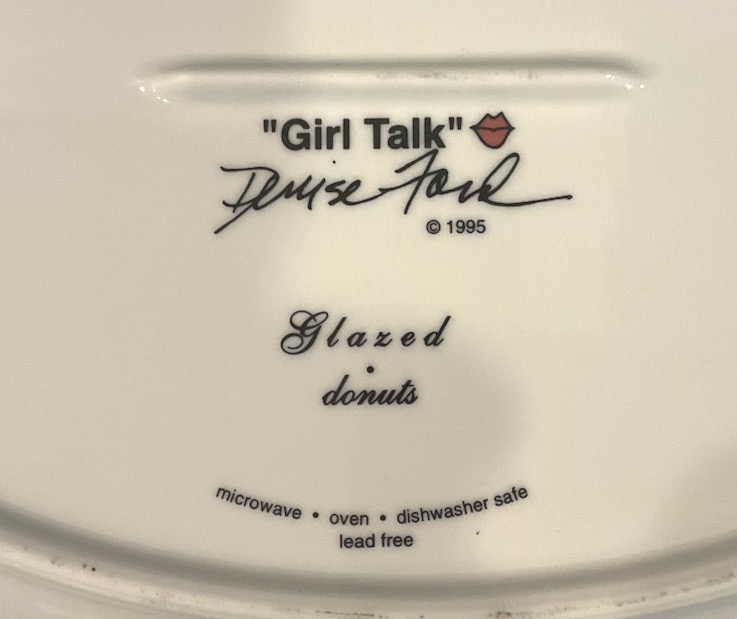 "Girl Talk"
Denise Ford
© 1995
Glazed
•
donuts
microwave • oven • dishwasher safe
lead free